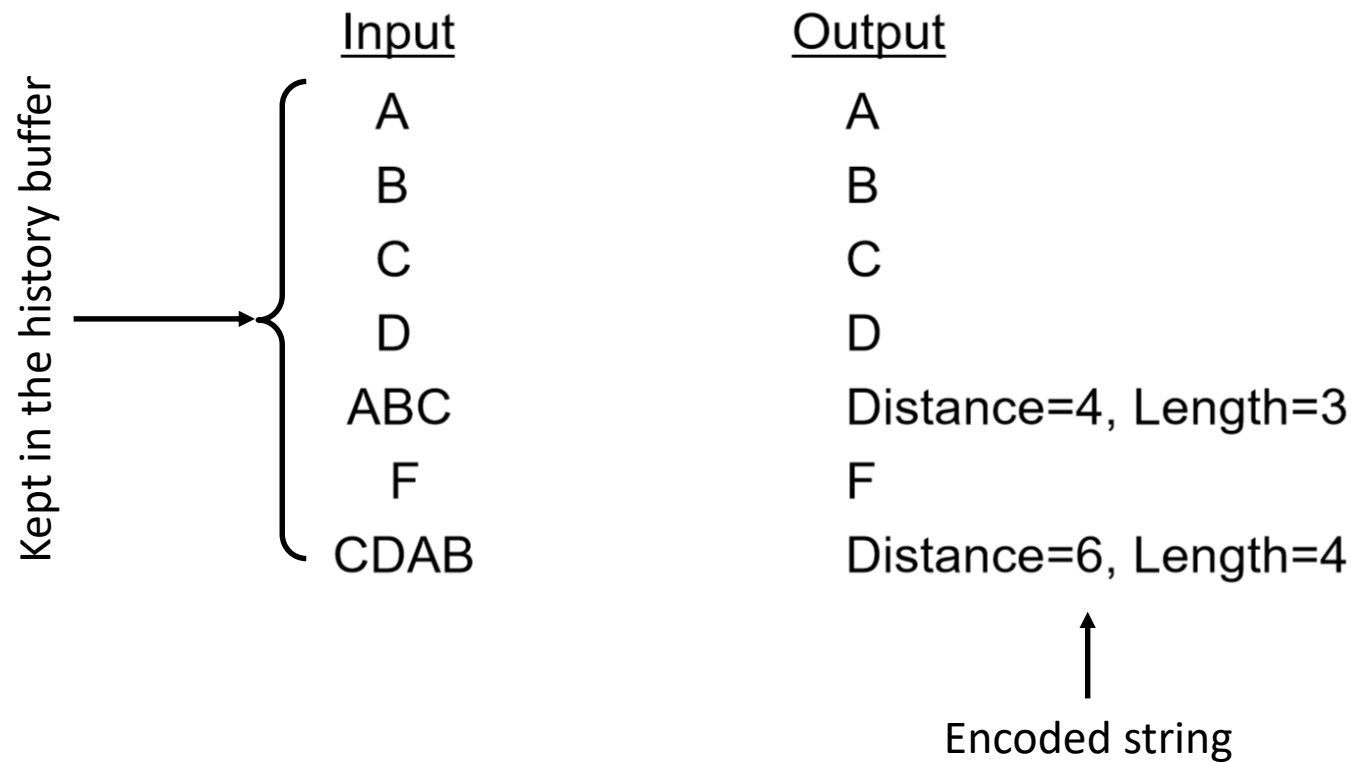 Input Output
Kept in the history buffer
A A
B B
C C
D D
ABC Distance=4, Length=3
F F
CDAB Distance=6, Length=4
Encoded string